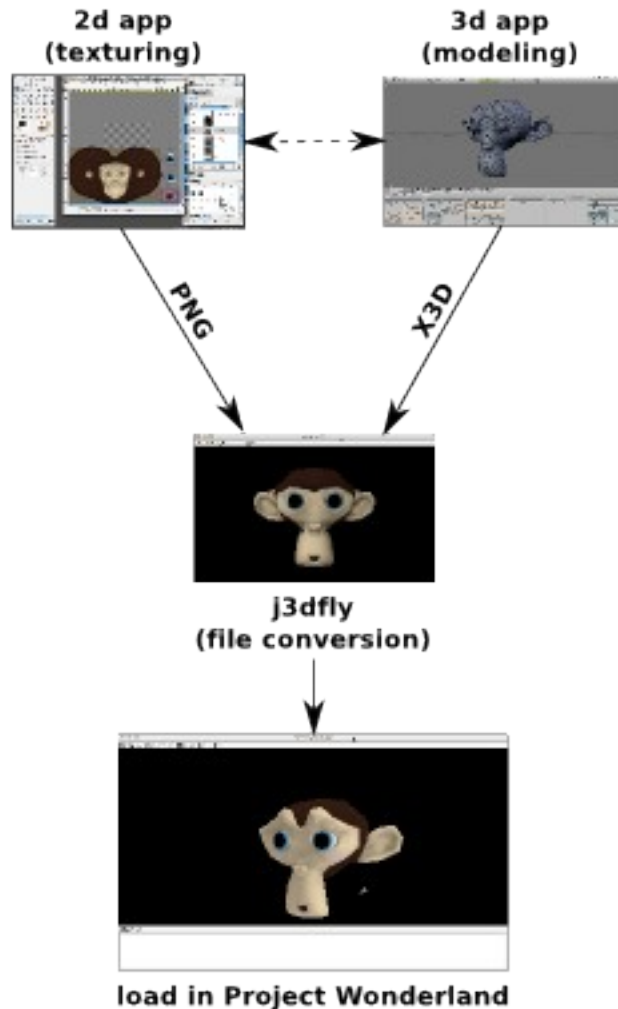 2d app
(texturing)
3d app
(modeling)
PNG
X3D
j3dfly
(file conversion)
load in Project Wonderland